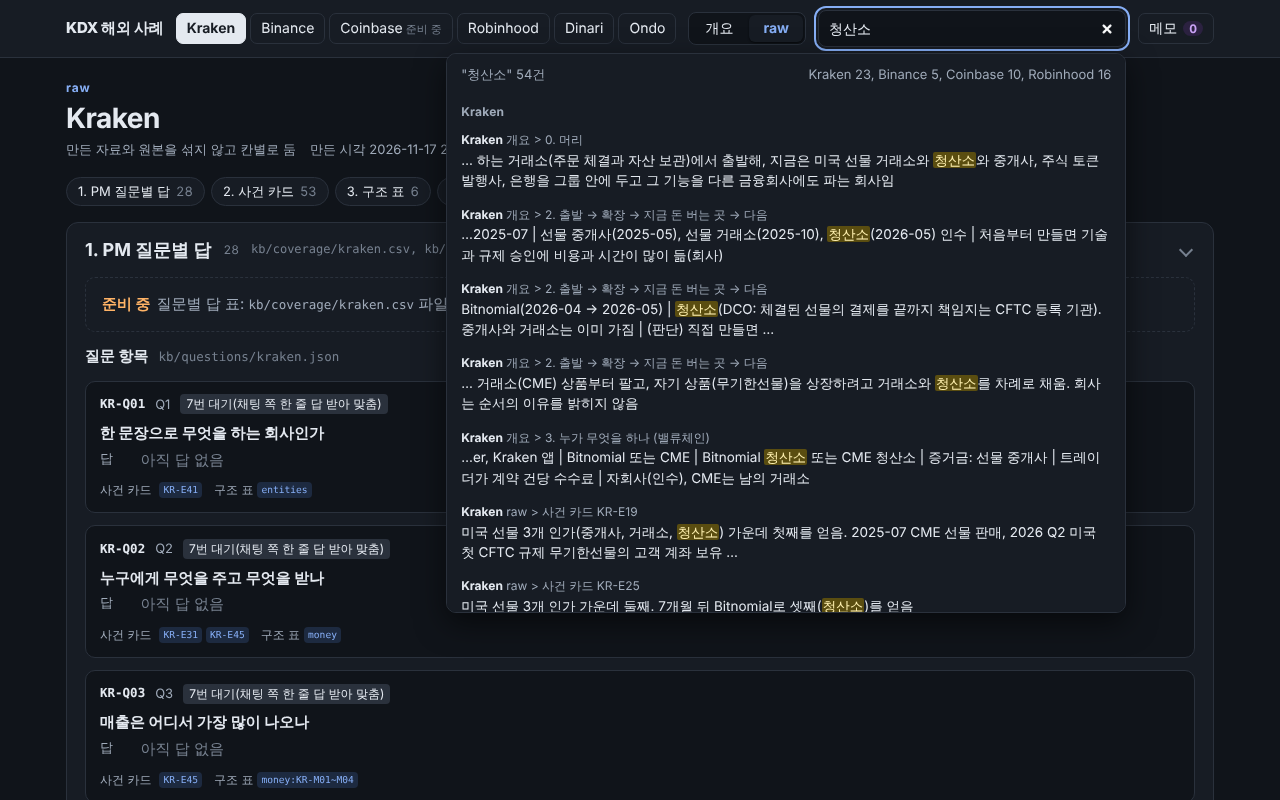 KDX 해외 사례 Kraken Binance Coinbase 준비 중 Robinhood Dinari Ondo 개요 raw 청산소 × 메모 0
raw
Kraken
만든 자료와 원본을 섞지 않고 칸별로 둠 만든 시각 2026-11-17 2
1. PM 질문별 답 28 2. 사건 카드 53 3. 구조 표 6
1. PM 질문별 답 28 kb/coverage/kraken.csv, kb/
준비 중 질문별 답 표: kb/coverage/kraken.csv 파일
질문 항목 kb/questions/kraken.json
KR-Q01 Q1 7번 대기(채팅 쪽 한 줄 답 받아 맞춤)
한 문장으로 무엇을 하는 회사인가
답 아직 답 없음
사건 카드 KR-E41 구조 표 entities
KR-Q02 Q2 7번 대기(채팅 쪽 한 줄 답 받아 맞춤)
누구에게 무엇을 주고 무엇을 받나
답 아직 답 없음
사건 카드 KR-E31 KR-E45 구조 표 money
KR-Q03 Q3 7번 대기(채팅 쪽 한 줄 답 받아 맞춤)
매출은 어디서 가장 많이 나오나
답 아직 답 없음
사건 카드 KR-E45 구조 표 money:KR-M01~M04
"청산소" 54건 Kraken 23, Binance 5, Coinbase 10, Robinhood 16
Kraken
Kraken 개요 > 0. 머리
... 하는 거래소(주문 체결과 자산 보관)에서 출발해, 지금은 미국 선물 거래소와 청산소와 중개사, 주식 토큰
발행사, 은행을 그룹 안에 두고 그 기능을 다른 금융회사에도 파는 회사임
Kraken 개요 > 2. 출발 → 확장 → 지금 돈 버는 곳 → 다음
...2025-07 | 선물 중개사(2025-05), 선물 거래소(2025-10), 청산소(2026-05) 인수 | 처음부터 만들면 기술
과 규제 승인에 비용과 시간이 많이 듦(회사)
Kraken 개요 > 2. 출발 → 확장 → 지금 돈 버는 곳 → 다음
Bitnomial(2026-04 → 2026-05) | 청산소(DCO: 체결된 선물의 결제를 끝까지 책임지는 CFTC 등록 기관).
중개사와 거래소는 이미 가짐 | (판단) 직접 만들면 ...
Kraken 개요 > 2. 출발 → 확장 → 지금 돈 버는 곳 → 다음
... 거래소(CME) 상품부터 팔고, 자기 상품(무기한선물)을 상장하려고 거래소와 청산소를 차례로 채움. 회사
는 순서의 이유를 밝히지 않음
Kraken 개요 > 3. 누가 무엇을 하나 (밸류체인)
...er, Kraken 앱 | Bitnomial 또는 CME | Bitnomial 청산소 또는 CME 청산소 | 증거금: 선물 중개사 | 트레이
더가 계약 건당 수수료 | 자회사(인수), CME는 남의 거래소
Kraken raw > 사건 카드 KR-E19
미국 선물 3개 인가(중개사, 거래소, 청산소) 가운데 첫째를 얻음. 2025-07 CME 선물 판매, 2026 Q2 미국
첫 CFTC 규제 무기한선물의 고객 계좌 보유 ...
Kraken raw > 사건 카드 KR-E25
미국 선물 3개 인가 가운데 둘째. 7개월 뒤 Bitnomial로 셋째(청산소)를 얻음